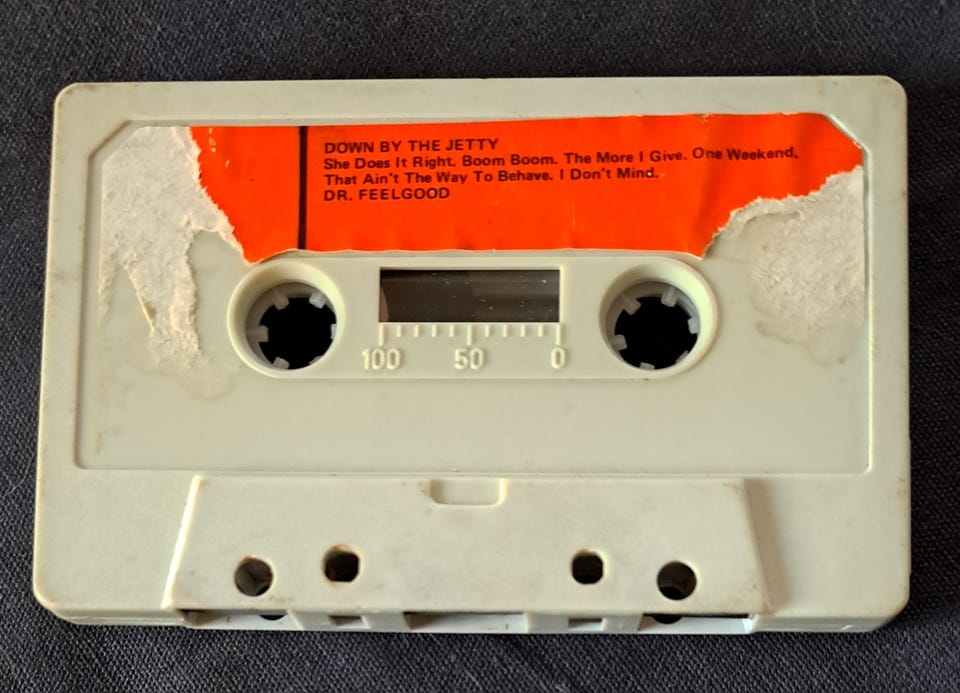 DOWN BY THE JETTY
She Does It Right. Boom Boom. The More I Give. One Weekend.
That Ain't The Way To Behave. I Don't Mind.
DR. FEELGOOD
100 50 0